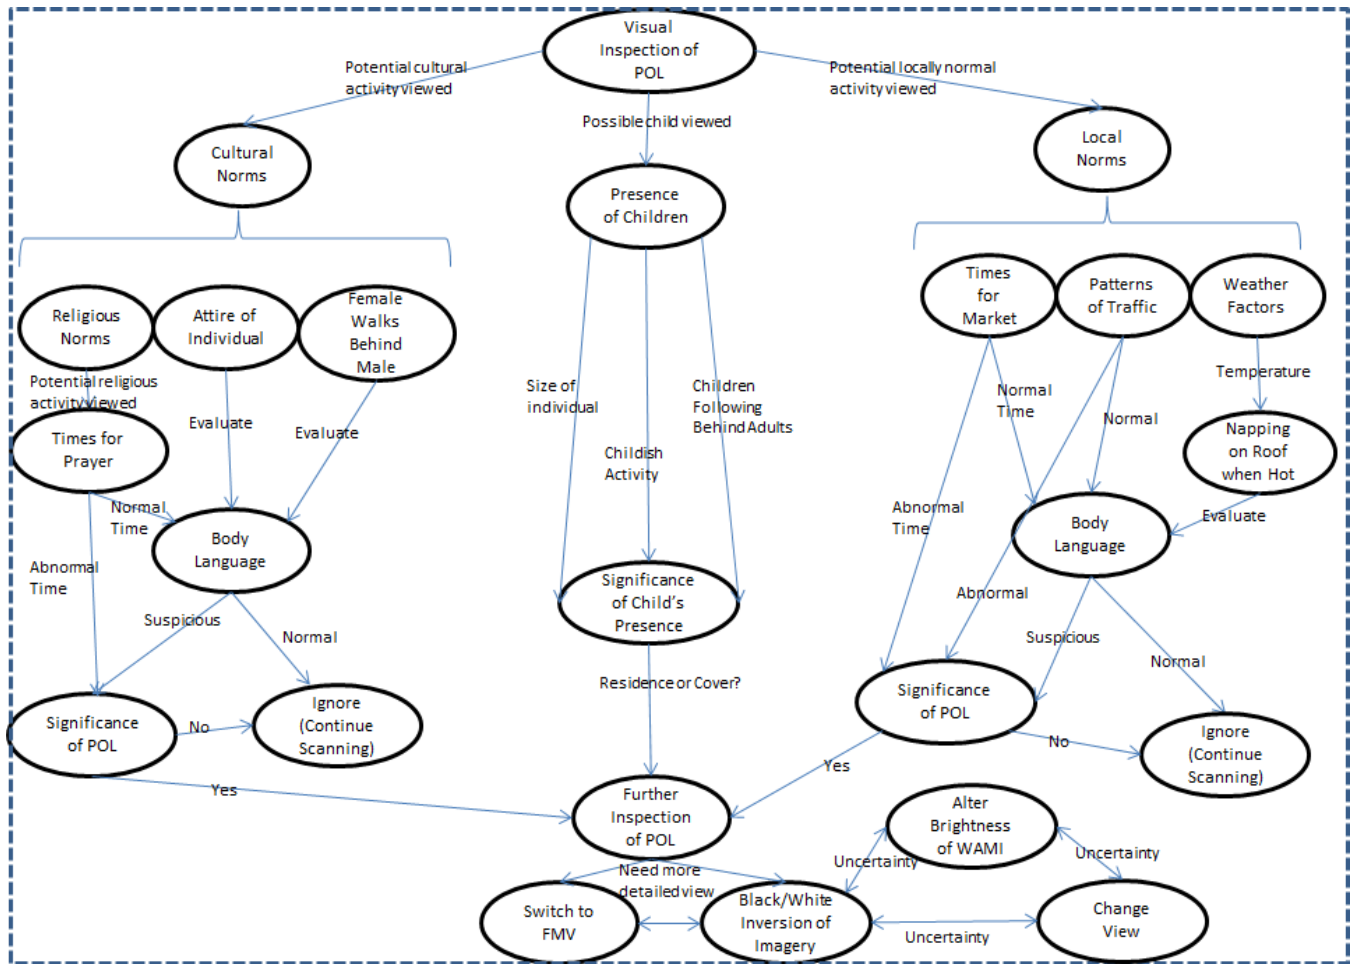 Visual
Inspection of
POL
Potential cultural
activity viewed
Potential locally normal
activity viewed
Possible child viewed
Cultural
Norms
Local
Norms
Presence
of Children
Religious
Norms
Attire of
Individual
Female
Walks
Behind
Male
Times
for
Market
Patterns
of Traffic
Weather
Factors
Potential religious
activity viewed
Size of
individual
Children
Following
Behind Adults
Normal
Time
Normal
Temperature
Evaluate
Evaluate
Times for
Prayer
Childish
Activity
Napping
on Roof
when Hot
Normal
Time
Abnormal
Time
Evaluate
Body
Language
Body
Language
Abnomal
Time
Significance
of Child's
Presence
Abnormal
Suspicious
Normal
Suspicious
Normal
Residence or Cover?
Significance
of POL
No
Ignore
(Continue
Scanning)
Significance
of POL
No
Ignore
(Continue
Scanning)
Yes
Yes
Further
Inspection
of POL
Alter
Brightness
of WAMI
Uncertainty
Uncertainty
Need more
detailed view
Switch to
FMV
Black/White
Inversion of
Imagery
Uncertainty
Change
View